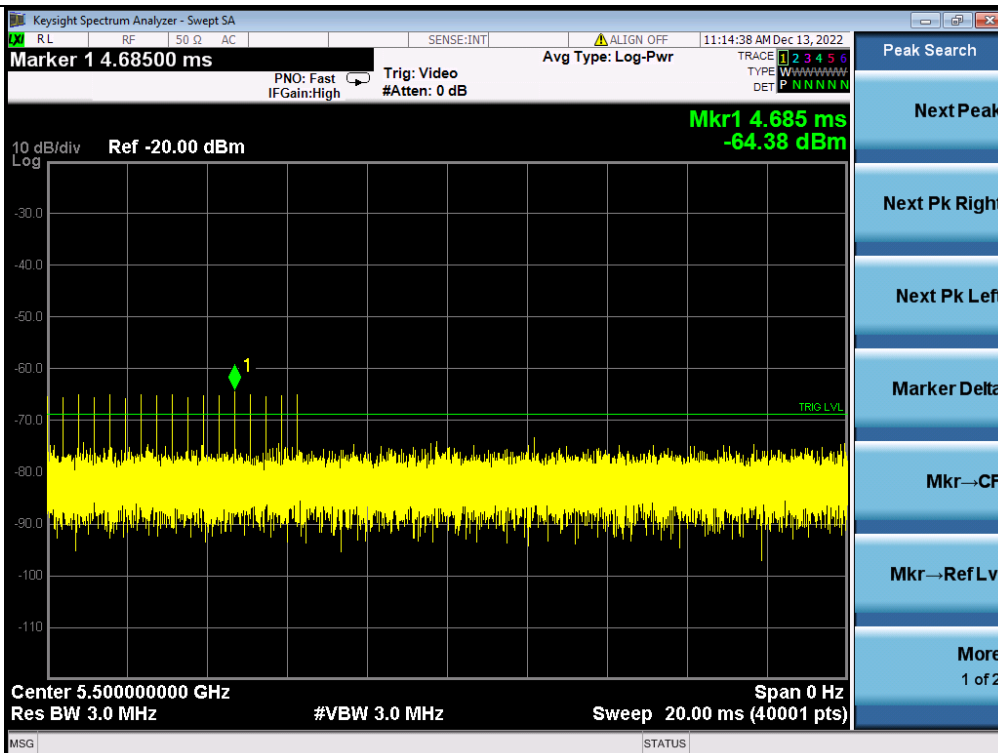 Keysight Spectrum Analyzer - Swept SA
LXI RL RF 50 Ω AC SENSE:INT ALIGN OFF 11:14:38 AM Dec 13, 2022
Marker 1 4.68500 ms
PNO: Fast
IFGain:High
Trig: Video
#Atten: 0 dB
Avg Type: Log-Pwr
TRACE 1 2 3 4 5 6
TYPE WWWWWW
DET P N N N N N
Mkr1 4.685 ms
-64.38 dBm
10 dB/div Ref -20.00 dBm
Log
-30.0
-40.0
-50.0
-60.0
1
TRIG LVL
-70.0
-80.0
-90.0
-100
-110
Center 5.500000000 GHz Span 0 Hz
Res BW 3.0 MHz #VBW 3.0 MHz Sweep 20.00 ms (40001 pts)
MSG STATUS
Peak Search
Next Peak
Next Pk Right
Next Pk Left
Marker Delta
Mkr→CF
Mkr→Ref Lv
More
1 of 2